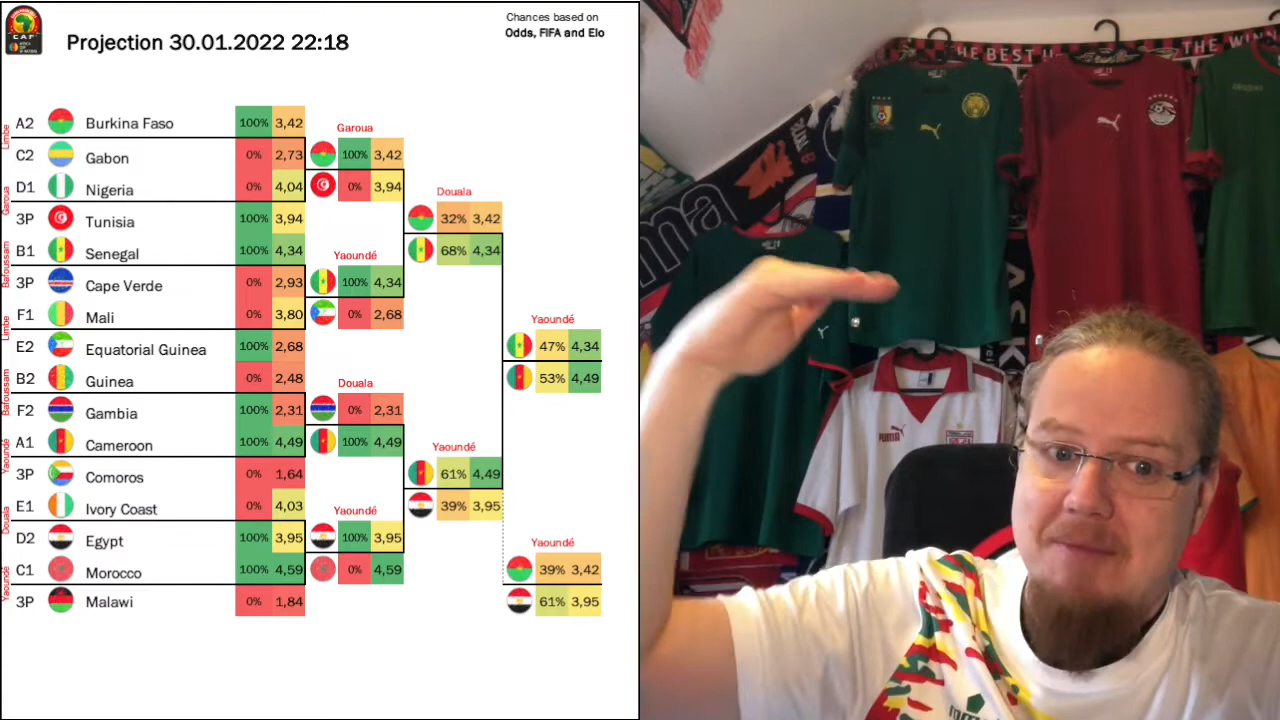 CAF
Projection 30.01.2022 22:18
Chances based on
Odds, FIFA and Elo
Limbe
Garoua
Bafoussam
Limbe
Bafoussam
Yaoundé
Douala
Yaoundé
A2 Burkina Faso 100% 3,42
C2 Gabon 0% 2,73
D1 Nigeria 0% 4,04
3P Tunisia 100% 3,94
B1 Senegal 100% 4,34
3P Cape Verde 0% 2,93
F1 Mali 0% 3,80
E2 Equatorial Guinea 100% 2,68
B2 Guinea 0% 2,48
F2 Gambia 100% 2,31
A1 Cameroon 100% 4,49
3P Comoros 0% 1,64
E1 Ivory Coast 0% 4,03
D2 Egypt 100% 3,95
C1 Morocco 100% 4,59
3P Malawi 0% 1,84
Garoua
100% 3,42
0% 3,94
Yaoundé
100% 4,34
0% 2,68
Douala
0% 2,31
100% 4,49
Yaoundé
100% 3,95
0% 4,59
Douala
32% 3,42
68% 4,34
Yaoundé
61% 4,49
39% 3,95
Yaoundé
47% 4,34
53% 4,49
Yaoundé
39% 3,42
61% 3,95
THE BEST
THE WINN
PUMA